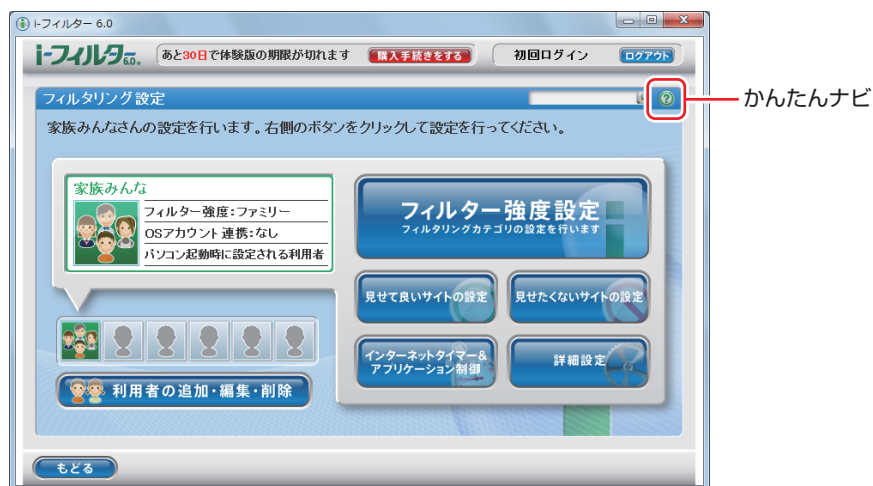 i-フィルター 6.0
i-フィルター6.0. あと30日で体験版の期限が切れます 購入手続きをする 初回ログイン ログアウト
フィルタリング設定
かんたんナビ
家族みんなさんの設定を行います。右側のボタンをクリックして設定を行ってください。
家族みんな
フィルター強度:ファミリー
OSアカウント連携:なし
パソコン起動時に設定される利用者
フィルター強度設定
フィルタリングカテゴリの設定を行います
見せて良いサイトの設定
見せたくないサイトの設定
インターネットタイマー&
アプリケーション制御
詳細設定
利用者の追加・編集・削除
もどる